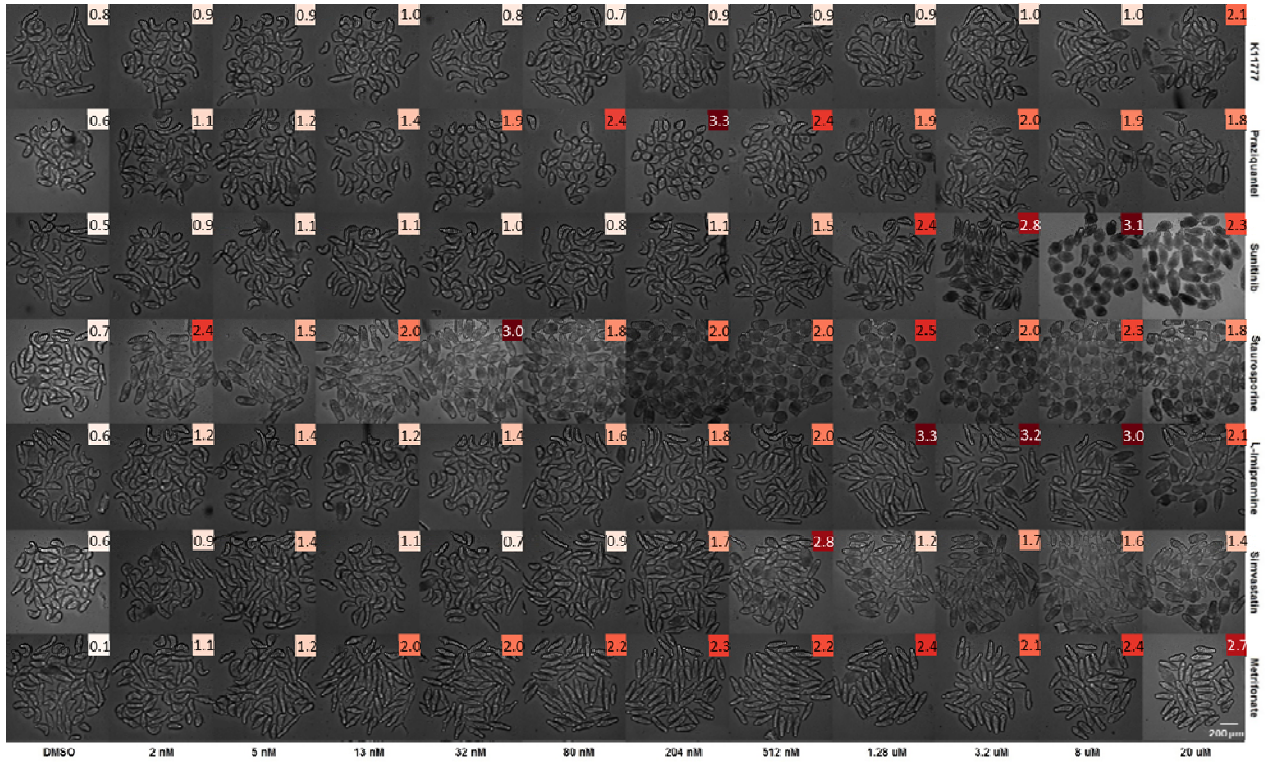 0.8 0.9 0.9 1.0 0.8 0.7 0.9 0.9 0.9 1.0 1.0 2.1 K11777
0.6 1.1 1.2 1.4 1.9 2.4 3.3 2.4 1.9 2.0 1.9 1.8 Praziquantel
0.5 0.9 1.1 1.1 1.0 0.8 1.1 1.5 2.4 2.8 3.1 2.3 Sunitinib
0.7 2.4 1.5 2.0 3.0 1.8 2.0 2.0 2.5 2.0 2.3 1.8 Staurosporine
0.6 1.2 1.4 1.2 1.4 1.6 1.8 2.0 3.3 3.2 3.0 2.1 Imipramine
0.6 0.9 1.4 1.1 0.7 0.9 1.7 2.8 1.2 1.7 1.6 1.4 Simvastatin
0.1 1.1 1.2 2.0 2.0 2.2 2.3 2.2 2.4 2.1 2.4 2.7 Metrifonate
200 µm
DMSO 2 nM 5 nM 13 nM 32 nM 80 nM 204 nM 512 nM 1.28 uM 3.2 uM 8 uM 20 uM